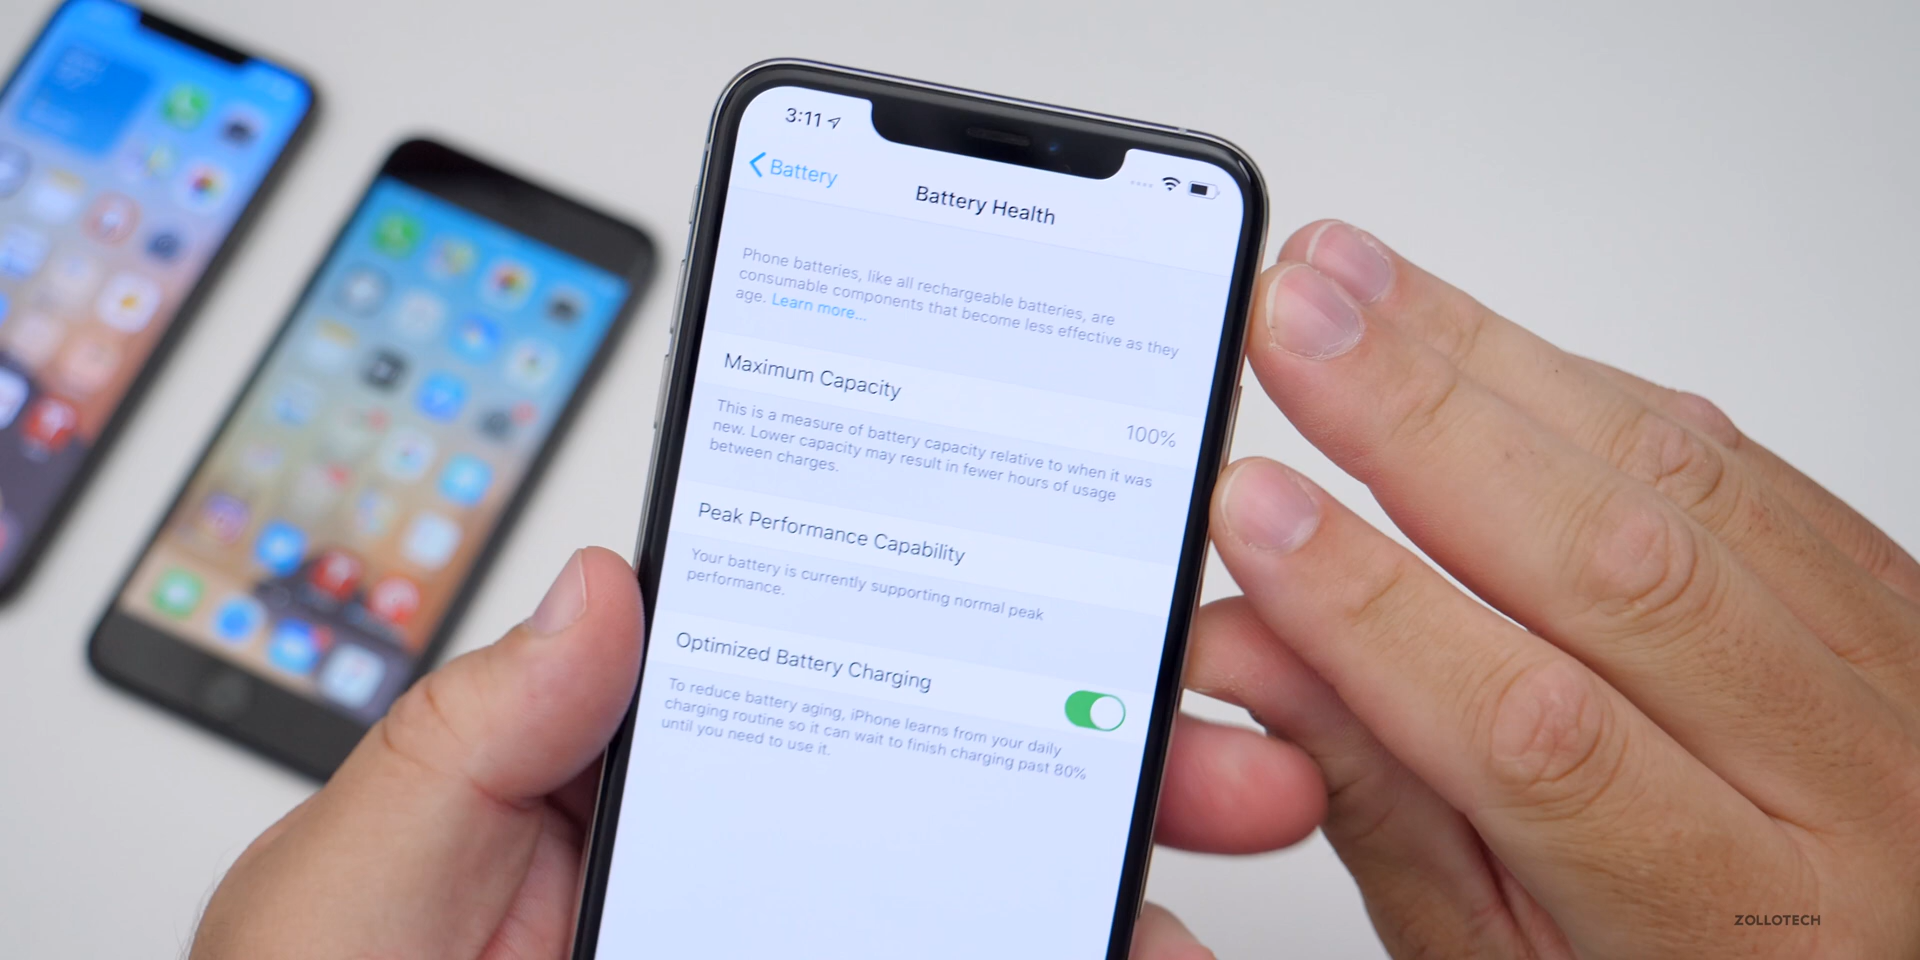 3:11
Battery
Battery Health
Phone batteries, like all rechargeable batteries, are
consumable components that become less effective as they
age. Learn more...
Maximum Capacity
100%
This is a measure of battery capacity relative to when it was
new. Lower capacity may result in fewer hours of usage
between charges.
Peak Performance Capability
Your battery is currently supporting normal peak
performance.
Optimized Battery Charging
To reduce battery aging, iPhone learns from your daily
charging routine so it can wait to finish charging past 80%
until you need to use it.
ZOLLOTECH